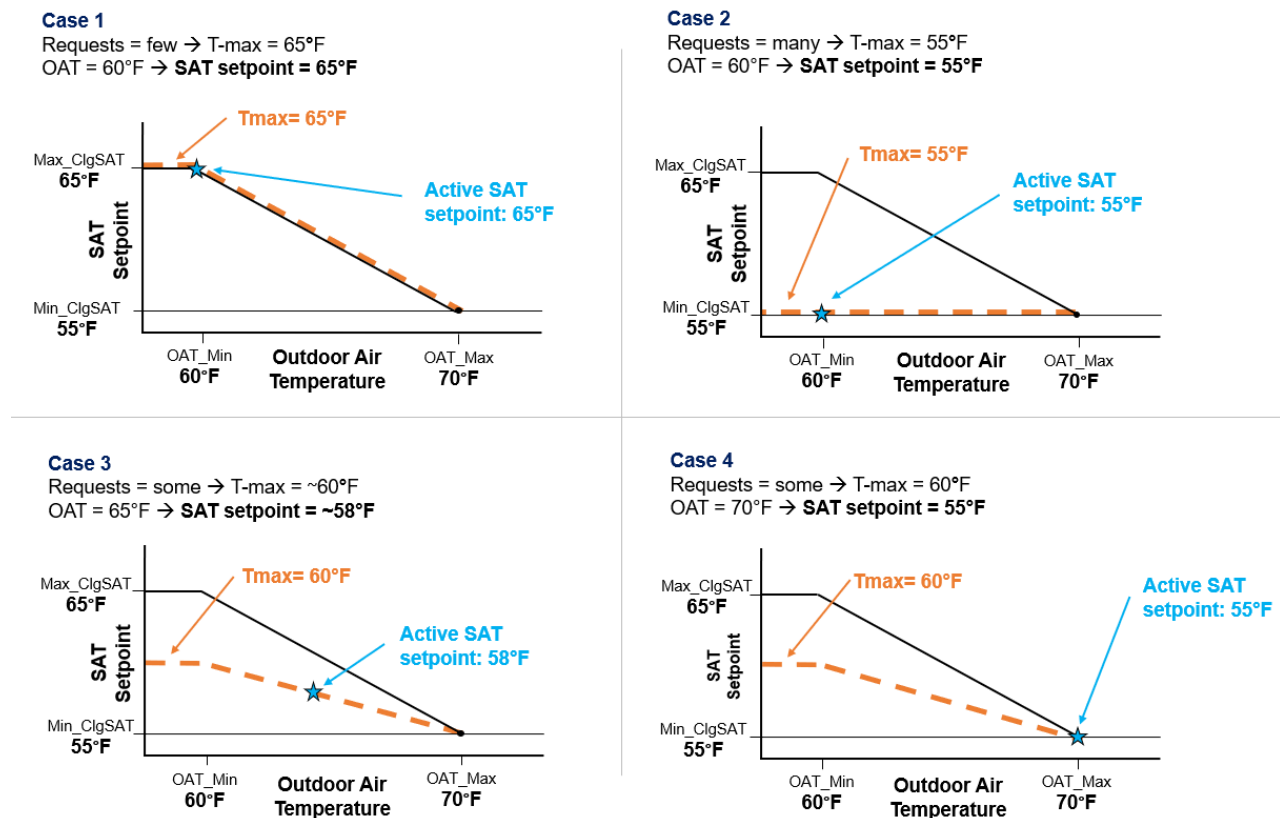 Case 1
Requests = few → T-max = 65°F
OAT = 60°F → SAT setpoint = 65°F
Tmax= 65°F
Max_ClgSAT
65°F
Active SAT
setpoint: 65°F
SAT
Setpoint
Min_ClgSAT
55°F
OAT_Min
60°F
Outdoor Air
Temperature
OAT_Max
70°F
Case 2
Requests = many → T-max = 55°F
OAT = 60°F → SAT setpoint = 55°F
Tmax= 55°F
Max_ClgSAT
65°F
Active SAT
setpoint: 55°F
SAT
Setpoint
Min_ClgSAT
55°F
OAT_Min
60°F
Outdoor Air
Temperature
OAT_Max
70°F
Case 3
Requests = some → T-max = ~60°F
OAT = 65°F → SAT setpoint = ~58°F
Tmax= 60°F
Max_ClgSAT
65°F
Active SAT
setpoint: 58°F
SAT
Setpoint
Min_ClgSAT
55°F
OAT_Min
60°F
Outdoor Air
Temperature
OAT_Max
70°F
Case 4
Requests = some → T-max = 60°F
OAT = 70°F → SAT setpoint = 55°F
Tmax= 60°F
Max_ClgSAT
65°F
Active SAT
setpoint: 55°F
SAT
Setpoint
Min_ClgSAT
55°F
OAT_Min
60°F
Outdoor Air
Temperature
OAT_Max
70°F